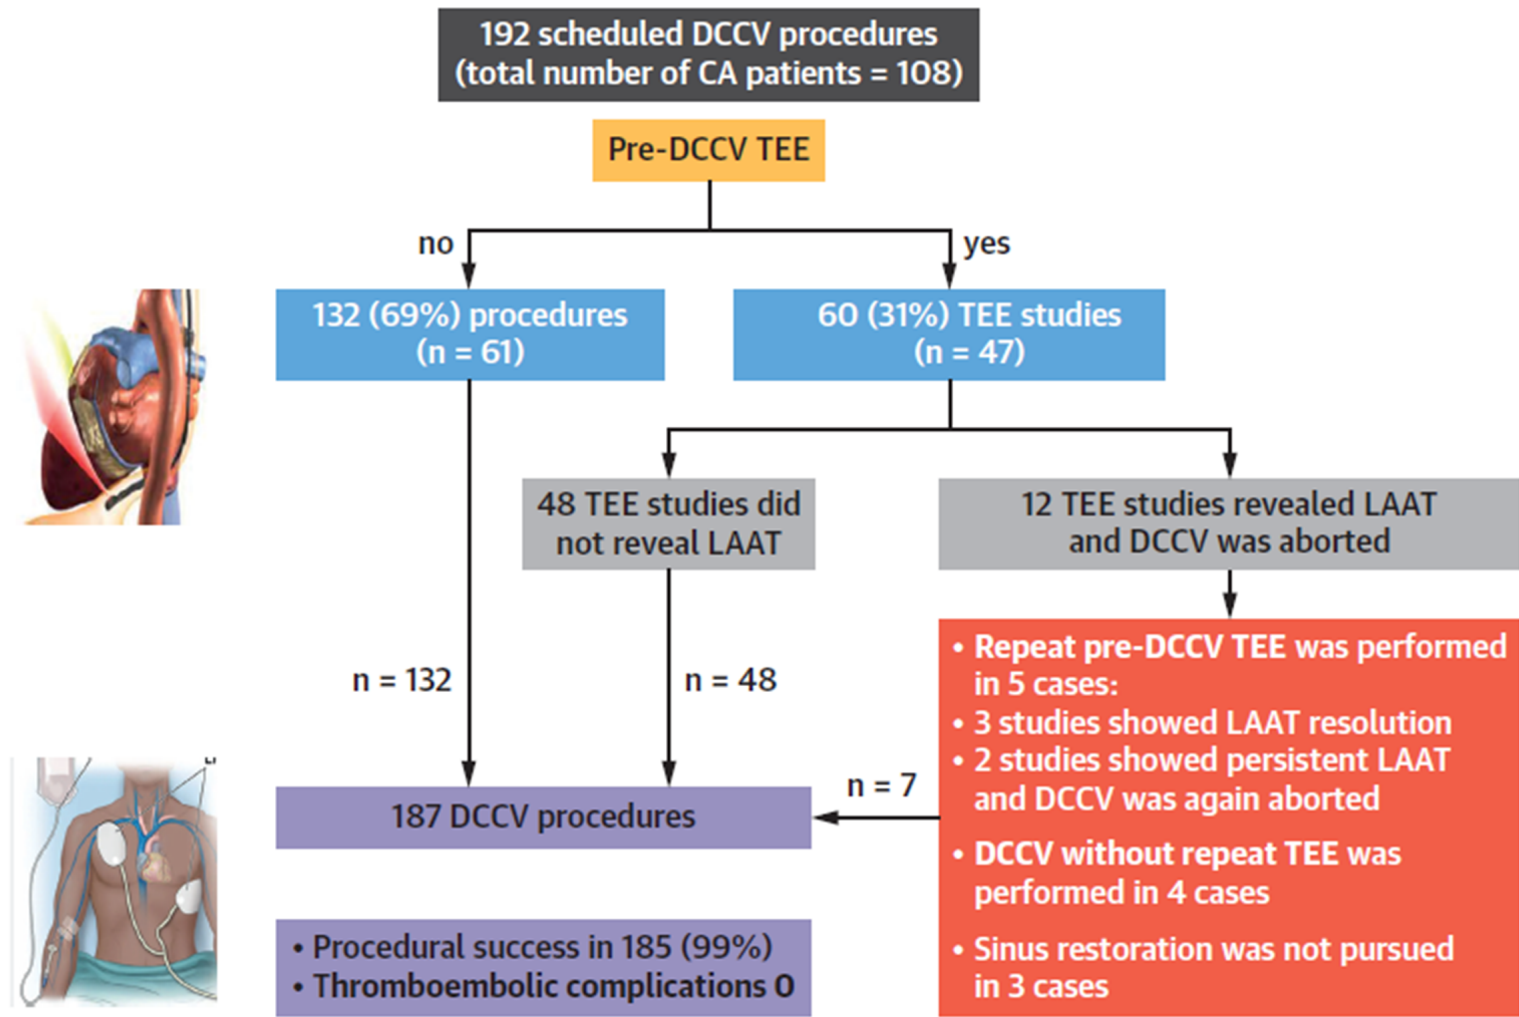 192 scheduled DCCV procedures
(total number of CA patients = 108)
Pre-DCCV TEE
no
yes
132 (69%) procedures
(n = 61)
60 (31%) TEE studies
(n = 47)
48 TEE studies did
not reveal LAAT
12 TEE studies revealed LAAT
and DCCV was aborted
n = 132
n = 48
• Repeat pre-DCCV TEE was performed
in 5 cases:
• 3 studies showed LAAT resolution
• 2 studies showed persistent LAAT
and DCCV was again aborted
• DCCV without repeat TEE was
performed in 4 cases
• Sinus restoration was not pursued
in 3 cases
n = 7
187 DCCV procedures
• Procedural success in 185 (99%)
• Thromboembolic complications 0